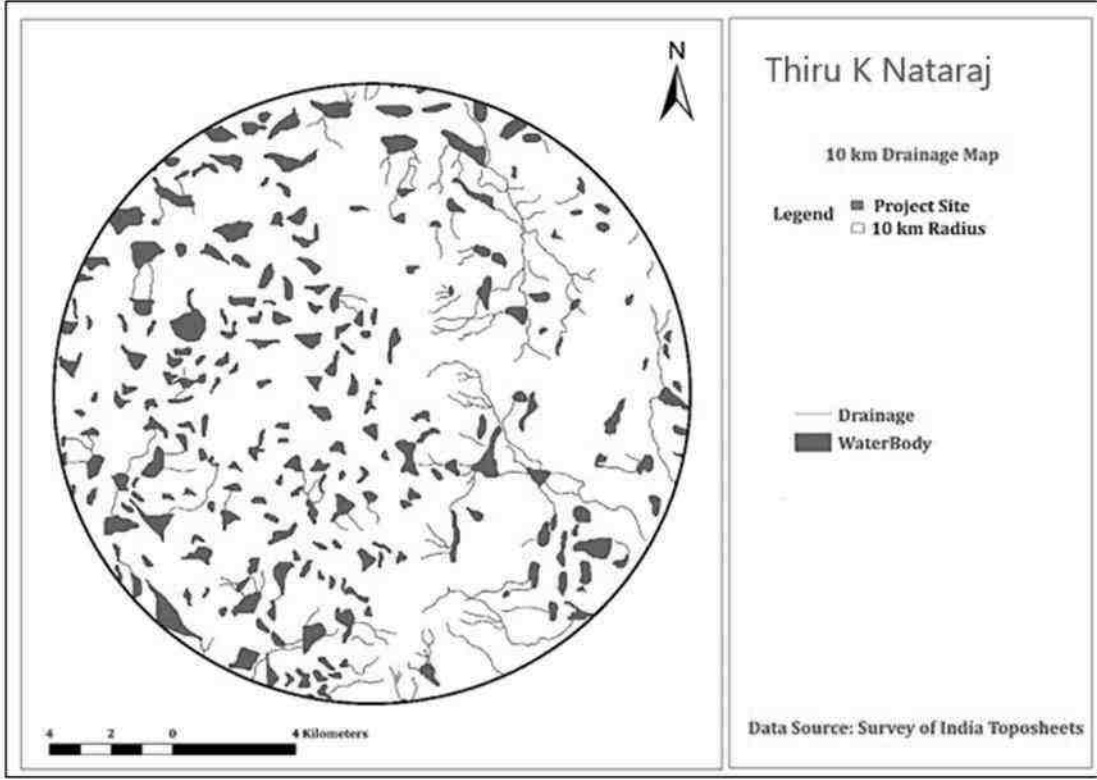 N
Thiru K Nataraj
10 km Drainage Map
Legend
Project Site
10 km Radius
Drainage
WaterBody
4 2 0 4 Kilometers
Data Source: Survey of India Toposheets